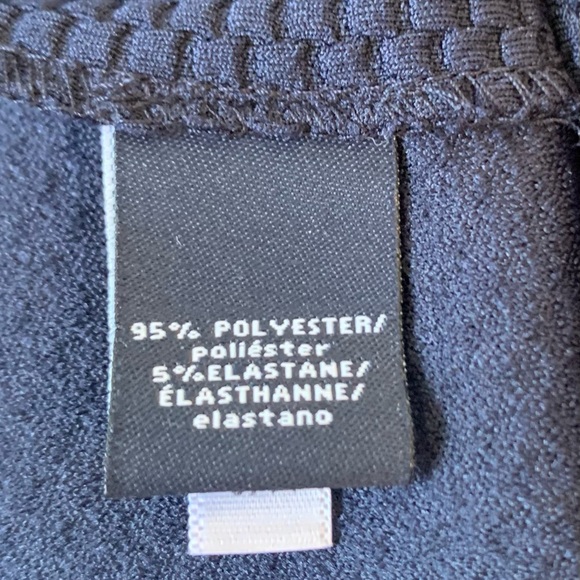 95% POLYESTER/
poliéster
5%ELASTANE/
ÉLASTHANNE/
elastano